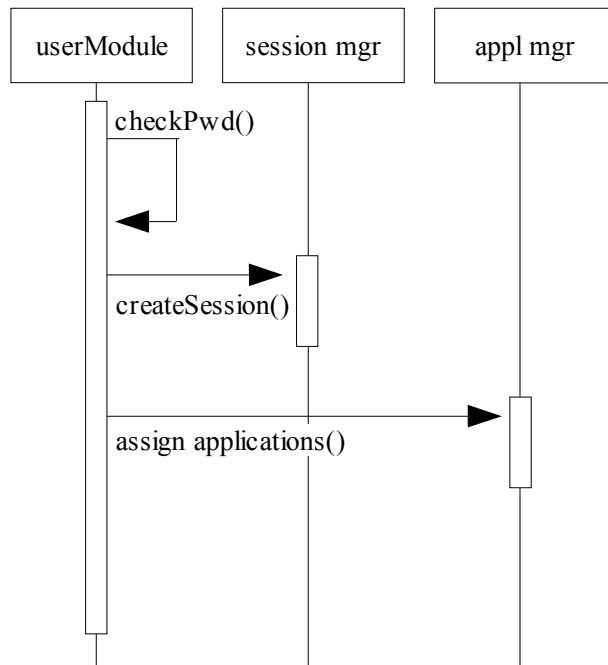 userModule
session mgr
appl mgr
checkPwd()
createSession()
assign applications()